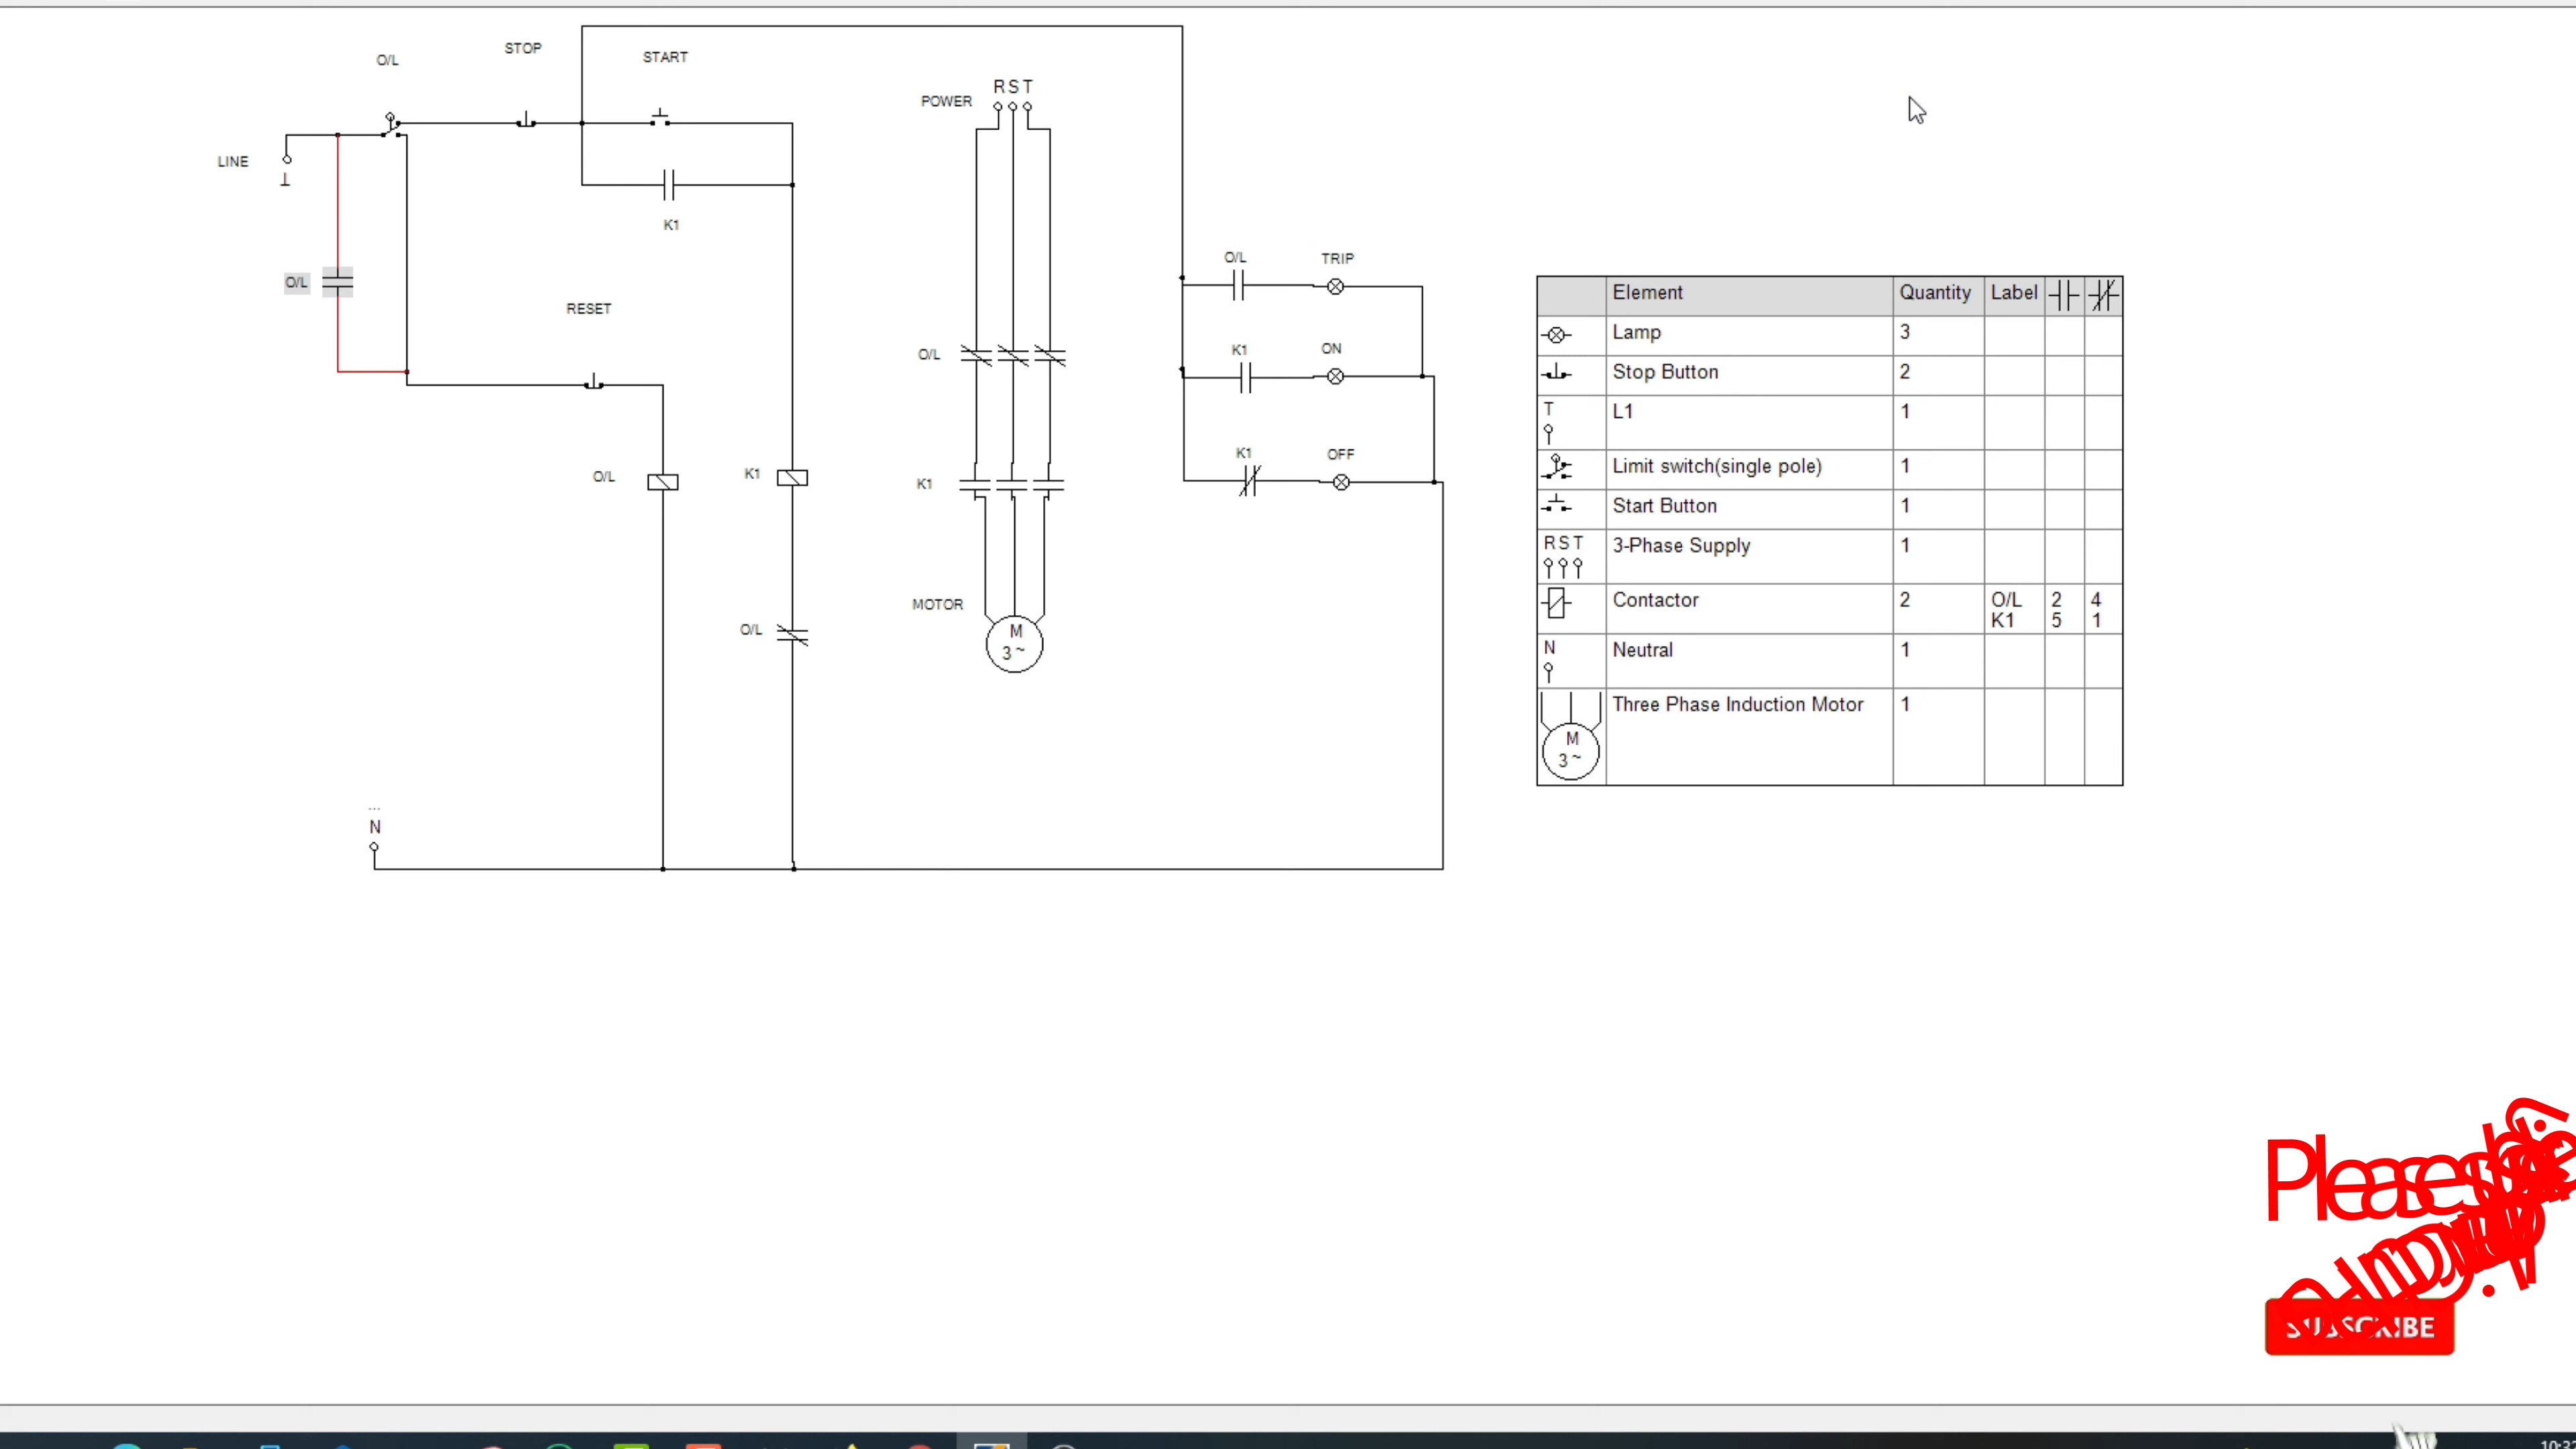 STOP
START
O/L
R S T
POWER
LINE
K1
O/L
TRIP
O/L
RESET
K1
ON
O/L
K1
OFF
O/L
K1
K1
MOTOR
O/L
M
3 ~
...
N
Element Quantity Label
Lamp 3
Stop Button 2
T
L1 1
Limit switch(single pole) 1
Start Button 1
R S T
3-Phase Supply 1
Contactor 2 O/L 2 4
K1 5 1
N
Neutral 1
Three Phase Induction Motor 1
M
3 ~
SUBSCRIBE